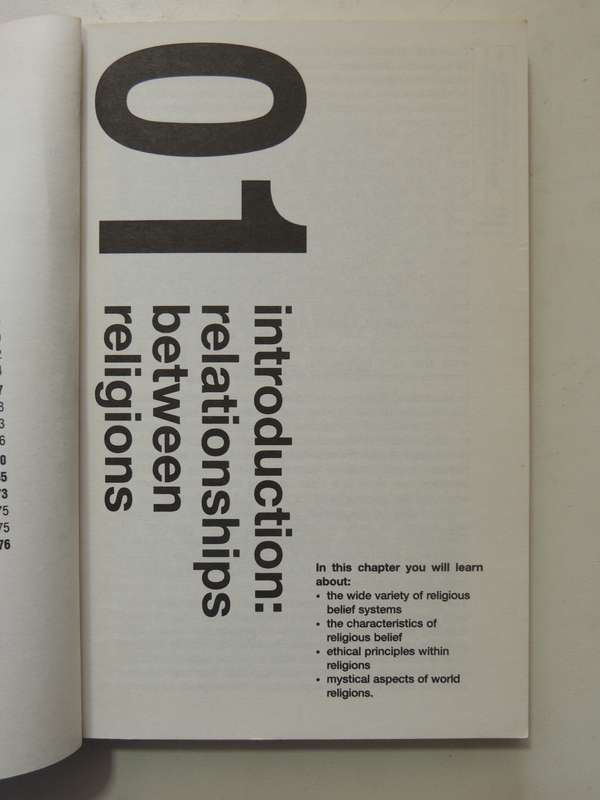 01
introduction:
relationships
between
religions
In this chapter you will learn
about:
• the wide variety of religious
belief systems
• the characteristics of
religious belief
• ethical principles within
religions
• mystical aspects of world
religions.